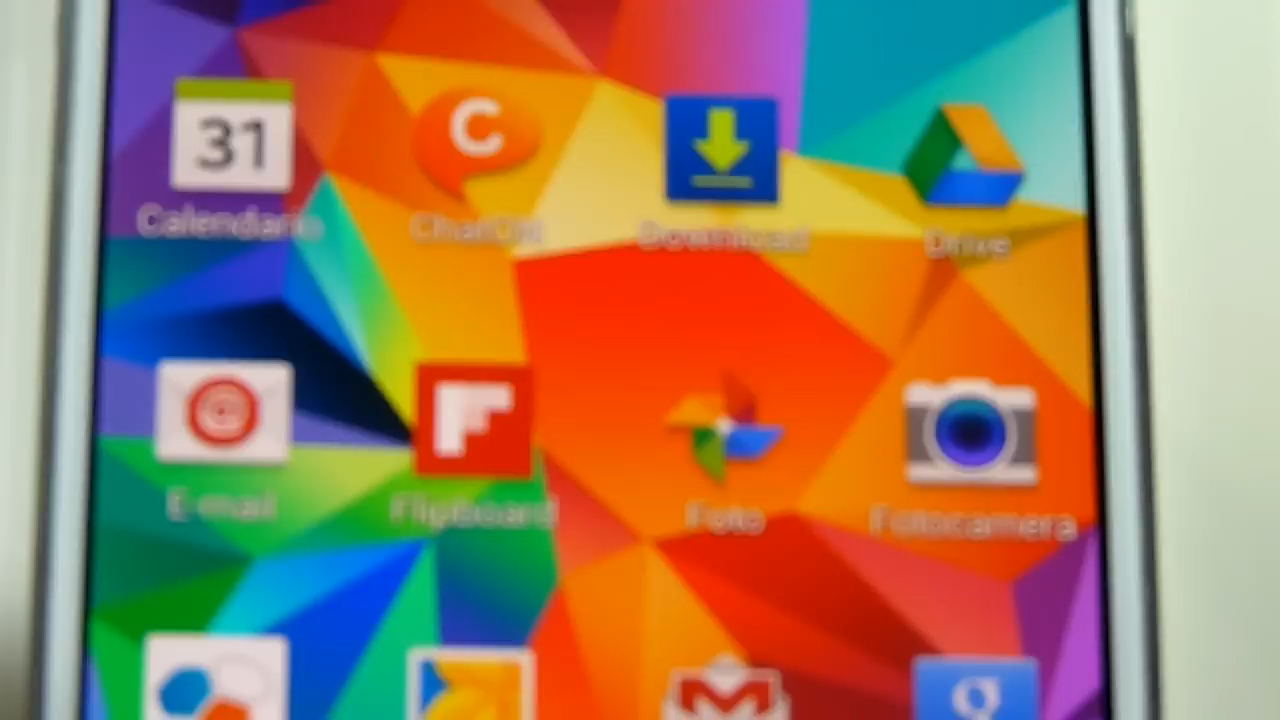 31
C
Calendario
ChatON
Download
Drive
@
E-mail
Flipboard
Foto
Fotocamera
g